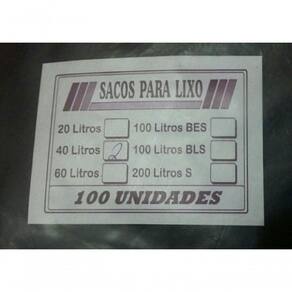 SACOS PARA LIXO
20 Litros 100 Litros BES
40 Litros 100 Litros BLS
60 Litros 200 Litros S
100 UNIDADES